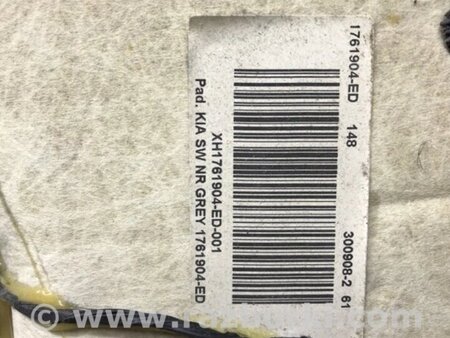 1761904-ED 148 300908-2 61
XH1761904-ED-001
Pad. KIA SW NR GREY 1761904-ED